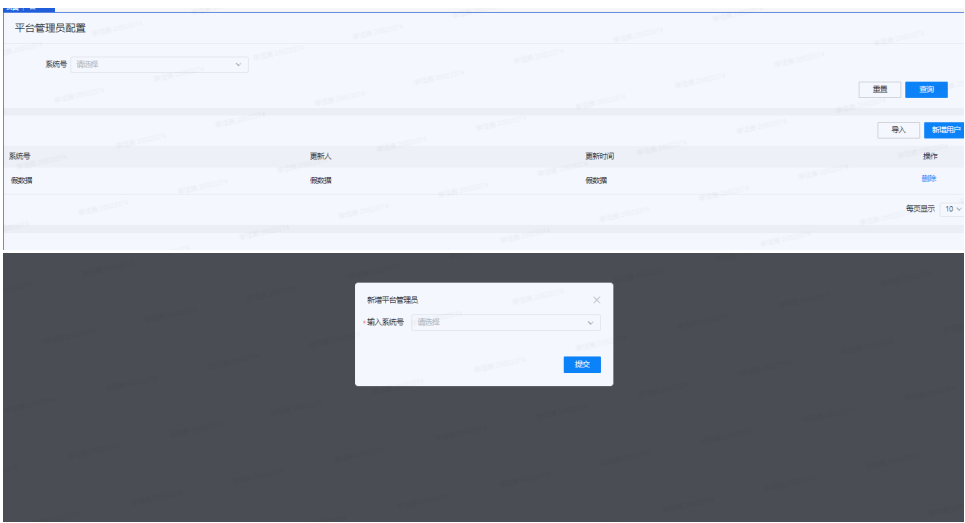 平台管理员配置
系统号 请选择
重置 查询
导入 新增用户
系统号 更新人 更新时间 操作
假数据 假数据 假数据 删除
每页显示 10
新增平台管理员
*输入系统号 请选择
提交